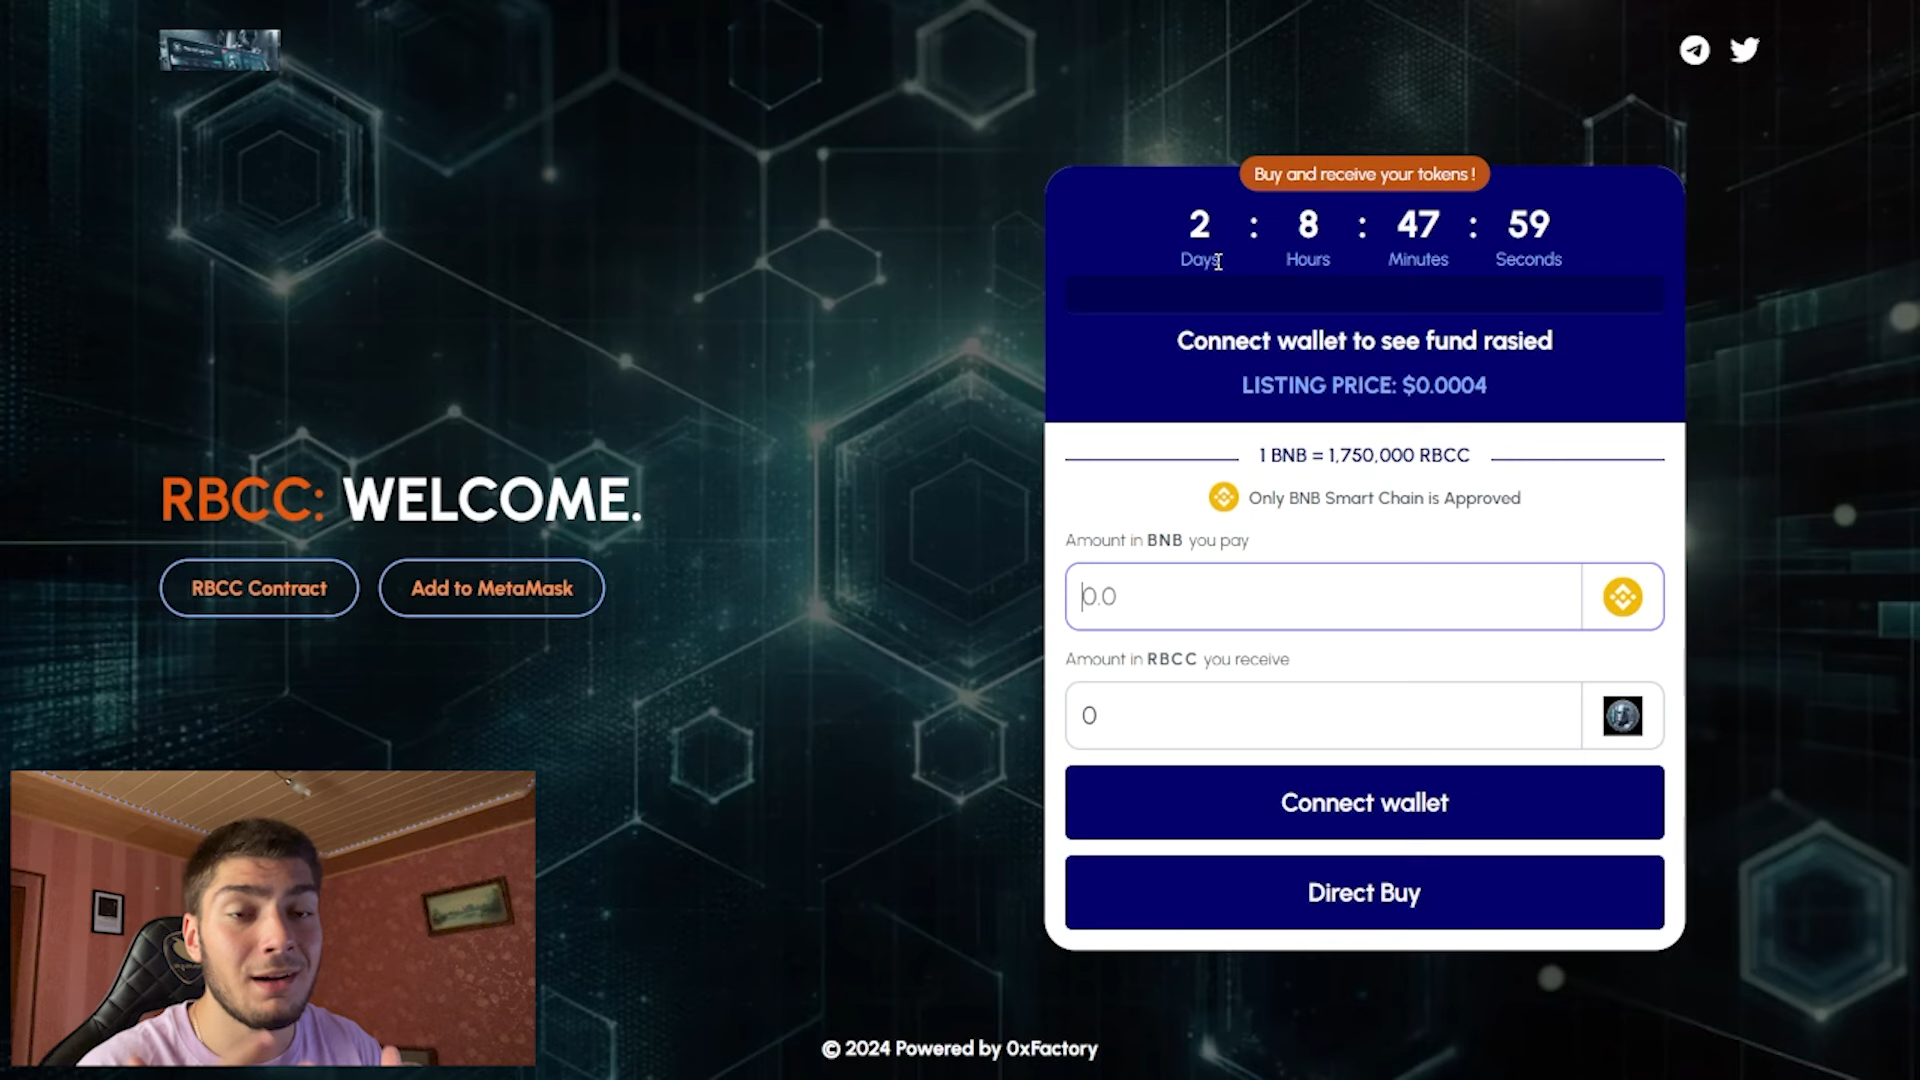 Buy and receive your tokens !
2 : 8 : 47 : 59
Days Hours Minutes Seconds
Connect wallet to see fund rasied
LISTING PRICE: $0.0004
1 BNB = 1,750,000 RBCC
Only BNB Smart Chain is Approved
Amount in BNB you pay
0.0
Amount in RBCC you receive
0
Connect wallet
Direct Buy
RBCC: WELCOME.
RBCC Contract
Add to MetaMask
© 2024 Powered by 0xFactory